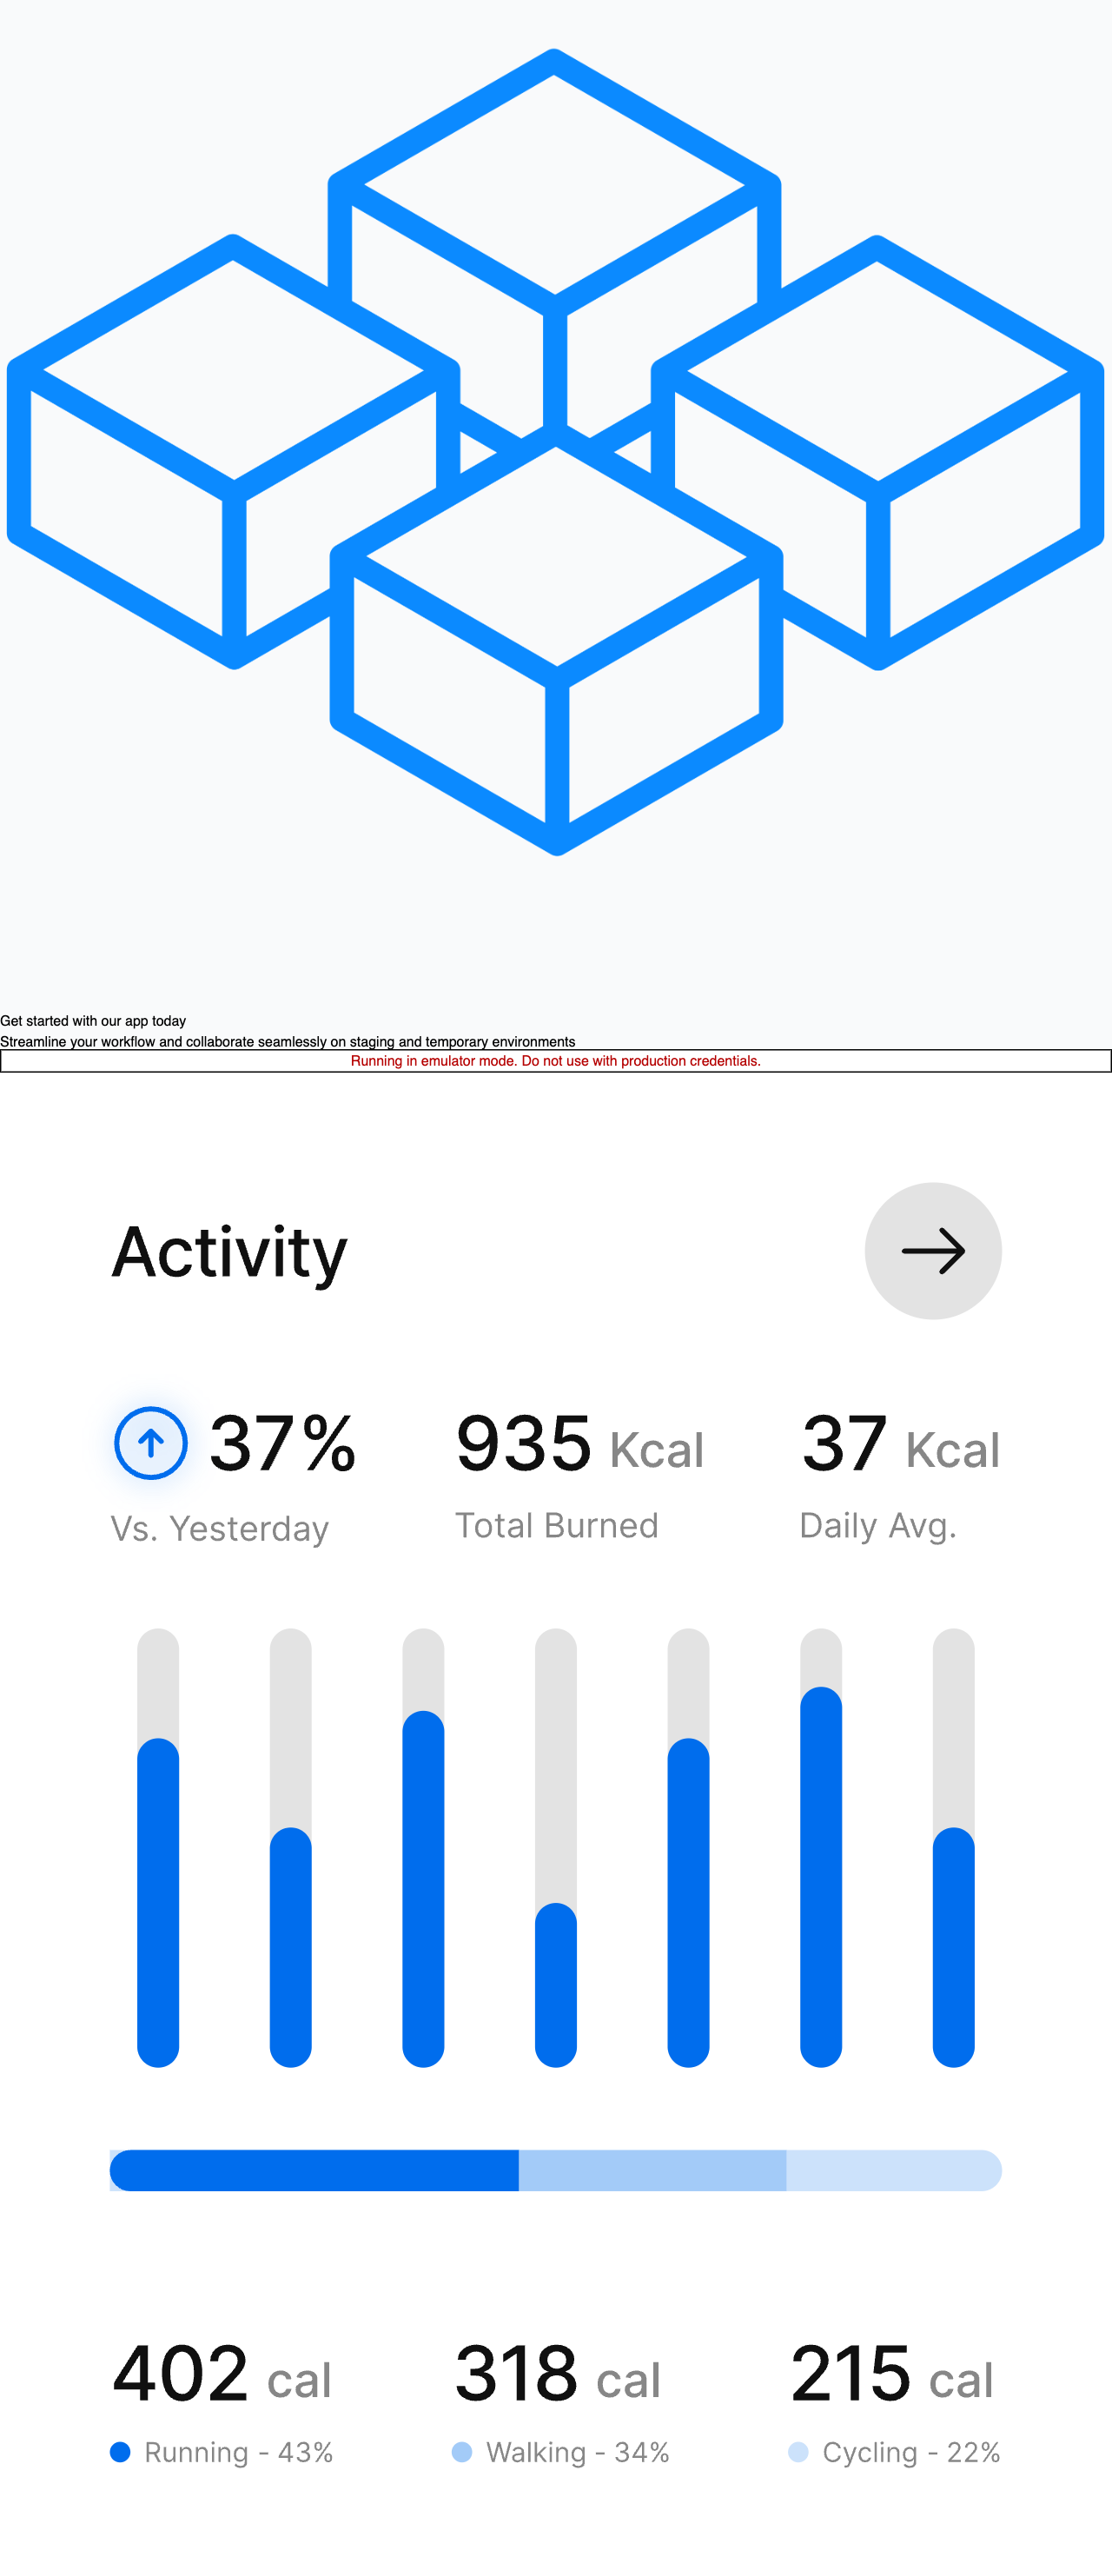 Get started with our app today
Streamline your workflow and collaborate seamlessly on staging and temporary environments
Running in emulator mode. Do not use with production credentials.
Activity
37% 935 Kcal 37 Kcal
Vs. Yesterday Total Burned Daily Avg.
402 cal 318 cal 215 cal
Running - 43% Walking - 34% Cycling - 22%